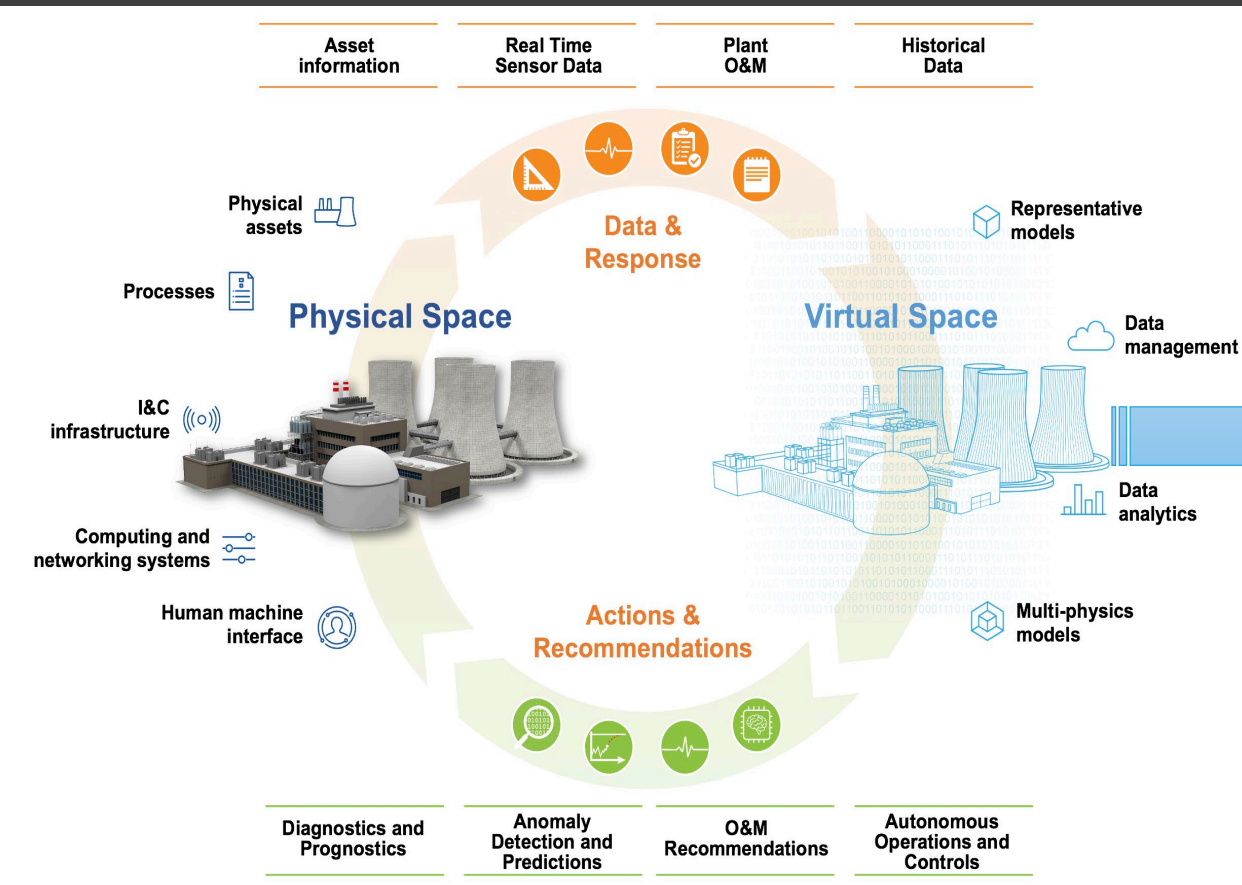 Asset
information
Real Time
Sensor Data
Plant
O&M
Historical
Data
Physical
assets
Data &
Response
Representative
models
Processes
Physical Space
Virtual Space
Data
management
I&C
infrastructure
Data
analytics
Computing and
networking systems
Human machine
interface
Actions &
Recommendations
Multi-physics
models
Diagnostics and
Prognostics
Anomaly
Detection and
Predictions
O&M
Recommendations
Autonomous
Operations and
Controls